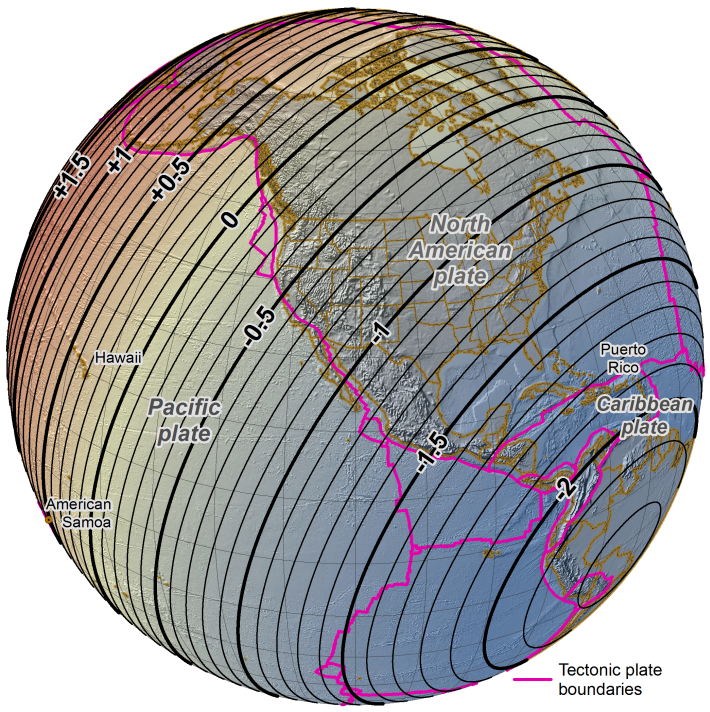 +1.5
+1
+0.5
0
-0.5
-1
-1.5
-2
North
American
plate
Hawaii
Pacific
plate
Puerto
Rico
Caribbean
plate
American
Samoa
Tectonic plate
boundaries